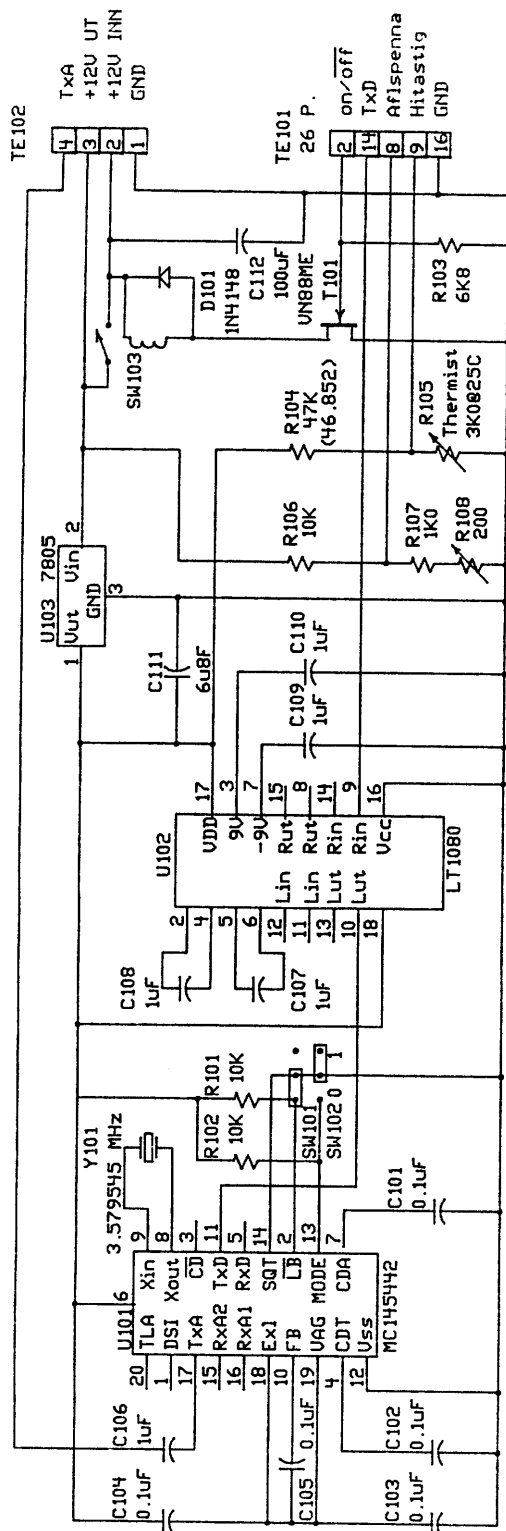 TE102
4 TxA
3 +12V UT
2 +12V INN
1 GND
TE101
26 P.
2 on/off
14 TxD
8 Aflspenna
9 Hitastig
16 GND
C112
100uF
D101
1N4148
SW103
VN88ME
T101
R103
6K8
R104
47K
(46.852)
R105
Thermist
3K0@25C
R106
10K
R107
1K0
R108
200
U103 7805
Vut Vin
GND
1
2
3
C111
6u8F
C110
1uF
C109
1uF
U102
LT1080
VDD 17
9V 3
-9V 7
Rut 15
Rut 8
Rin 14
Rin 9
Vcc 16
2
4
5
6
12 Lin
11 Lin
13 Lut
10 Lut
18
C108
1uF
C107
1uF
R101
10K
R102
10K
SW101
SW102
0
1
Y101
3.579545 MHz
C101
0.1uF
U101
6
MC145442
Xin 9
Xout 8
CD 3
TxD 11
RxD 5
SQT 14
LB 2
MODE 13
CDA 7
20 TLA
1 DSI
17 TxA
15 RxA2
16 RxA1
18 ExI
10 FB
19 VAG
4 CDT
12 Vss
C106
1uF
C104
0.1uF
C105
0.1uF
C102
0.1uF
C103
0.1uF